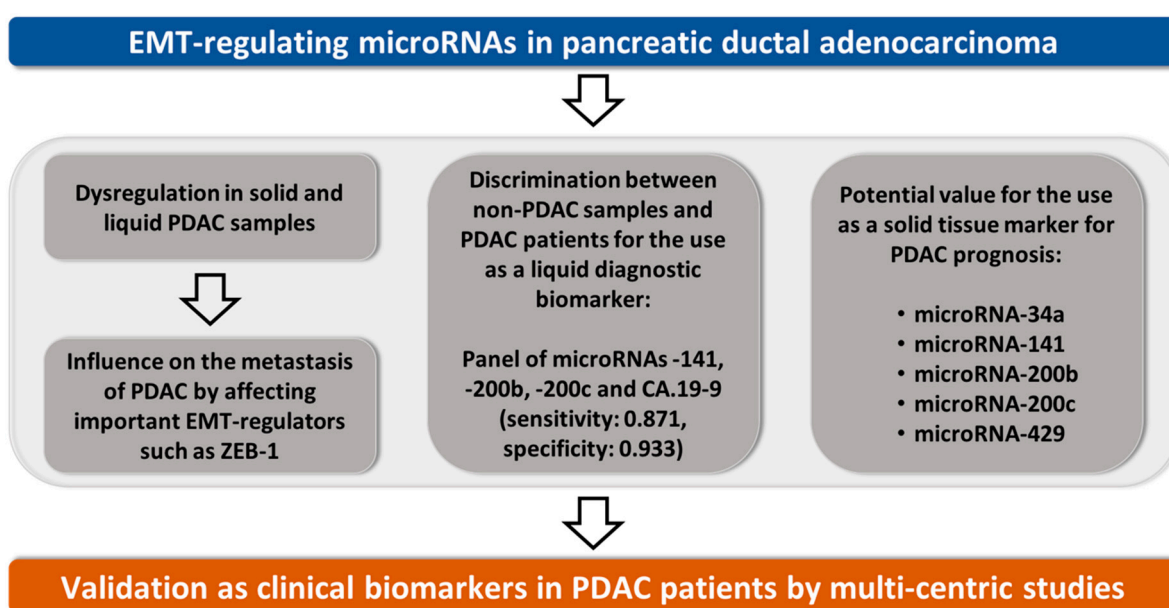 EMT-regulating microRNAs in pancreatic ductal adenocarcinoma
Dysregulation in solid and
liquid PDAC samples
Influence on the metastasis
of PDAC by affecting
important EMT-regulators
such as ZEB-1
Discrimination between
non-PDAC samples and
PDAC patients for the use
as a liquid diagnostic
biomarker:
Panel of microRNAs -141,
-200b, -200c and CA.19-9
(sensitivity: 0.871,
specificity: 0.933)
Potential value for the use
as a solid tissue marker for
PDAC prognosis:
• microRNA-34a
• microRNA-141
• microRNA-200b
• microRNA-200c
• microRNA-429
Validation as clinical biomarkers in PDAC patients by multi-centric studies